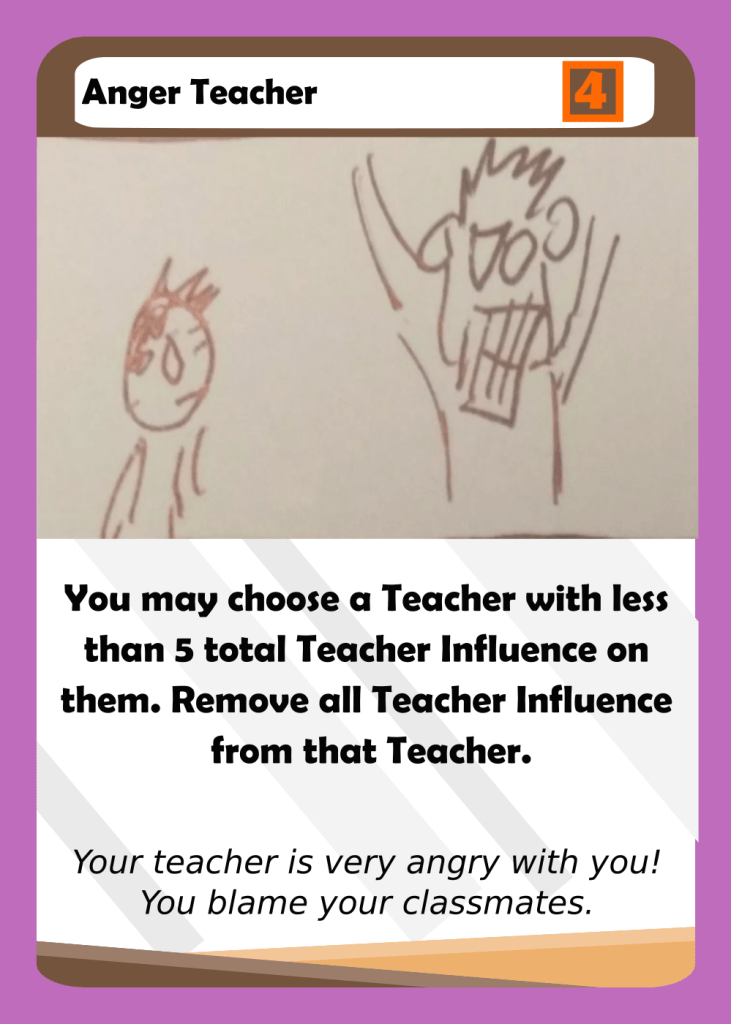 Anger Teacher 4
You may choose a Teacher with less
than 5 total Teacher Influence on
them. Remove all Teacher Influence
from that Teacher.
Your teacher is very angry with you!
You blame your classmates.